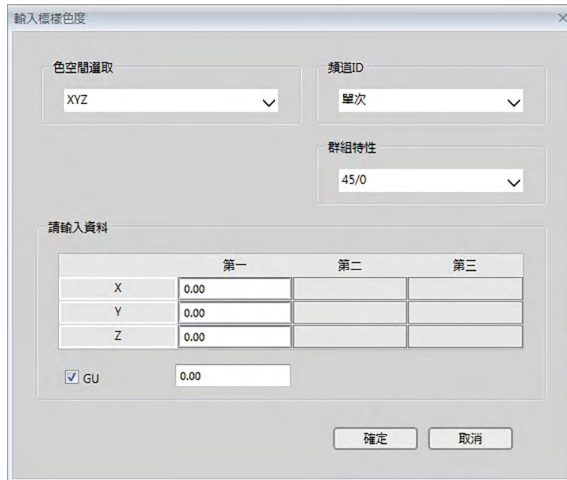 輸入標樣色度
色空間選取
XYZ
頻道ID
單次
群組特性
45/0
請輸入資料
第一 第二 第三
X 0.00
Y 0.00
Z 0.00
GU 0.00
確定 取消